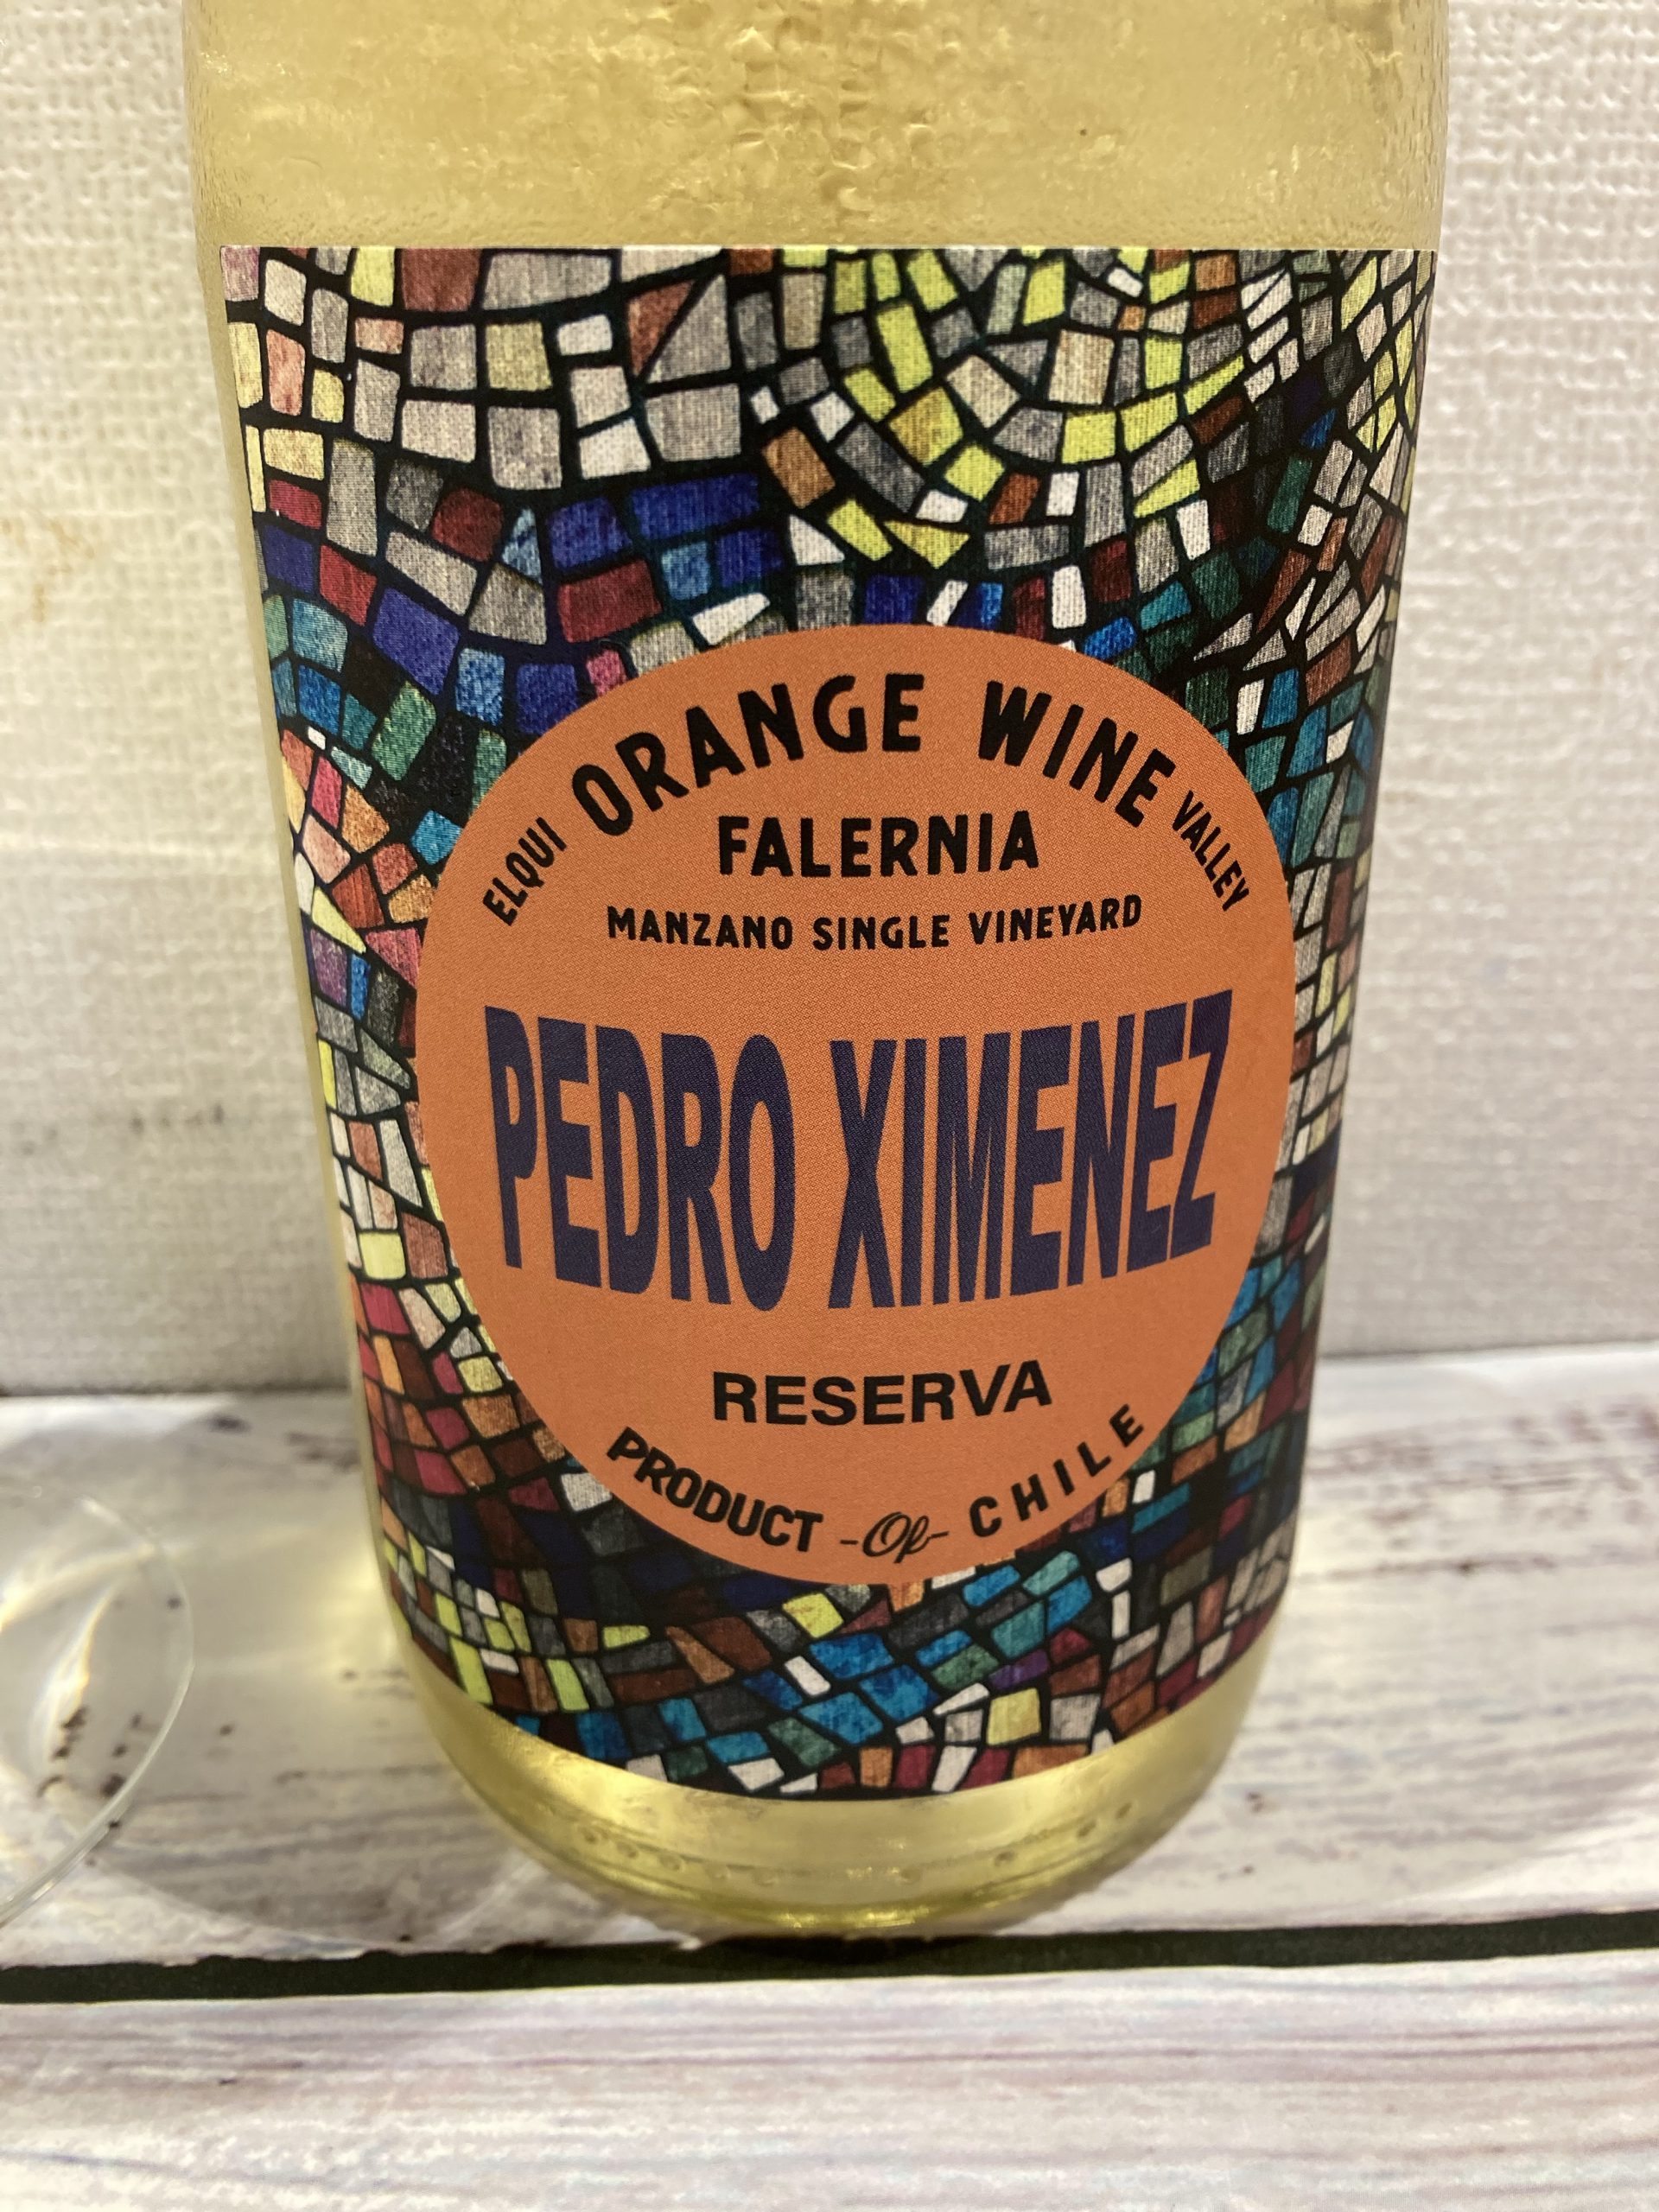 ELQUI ORANGE WINE VALLEY
FALERNIA
MANZANO SINGLE VINEYARD
PEDRO XIMENEZ
RESERVA
PRODUCT -Of- CHILE